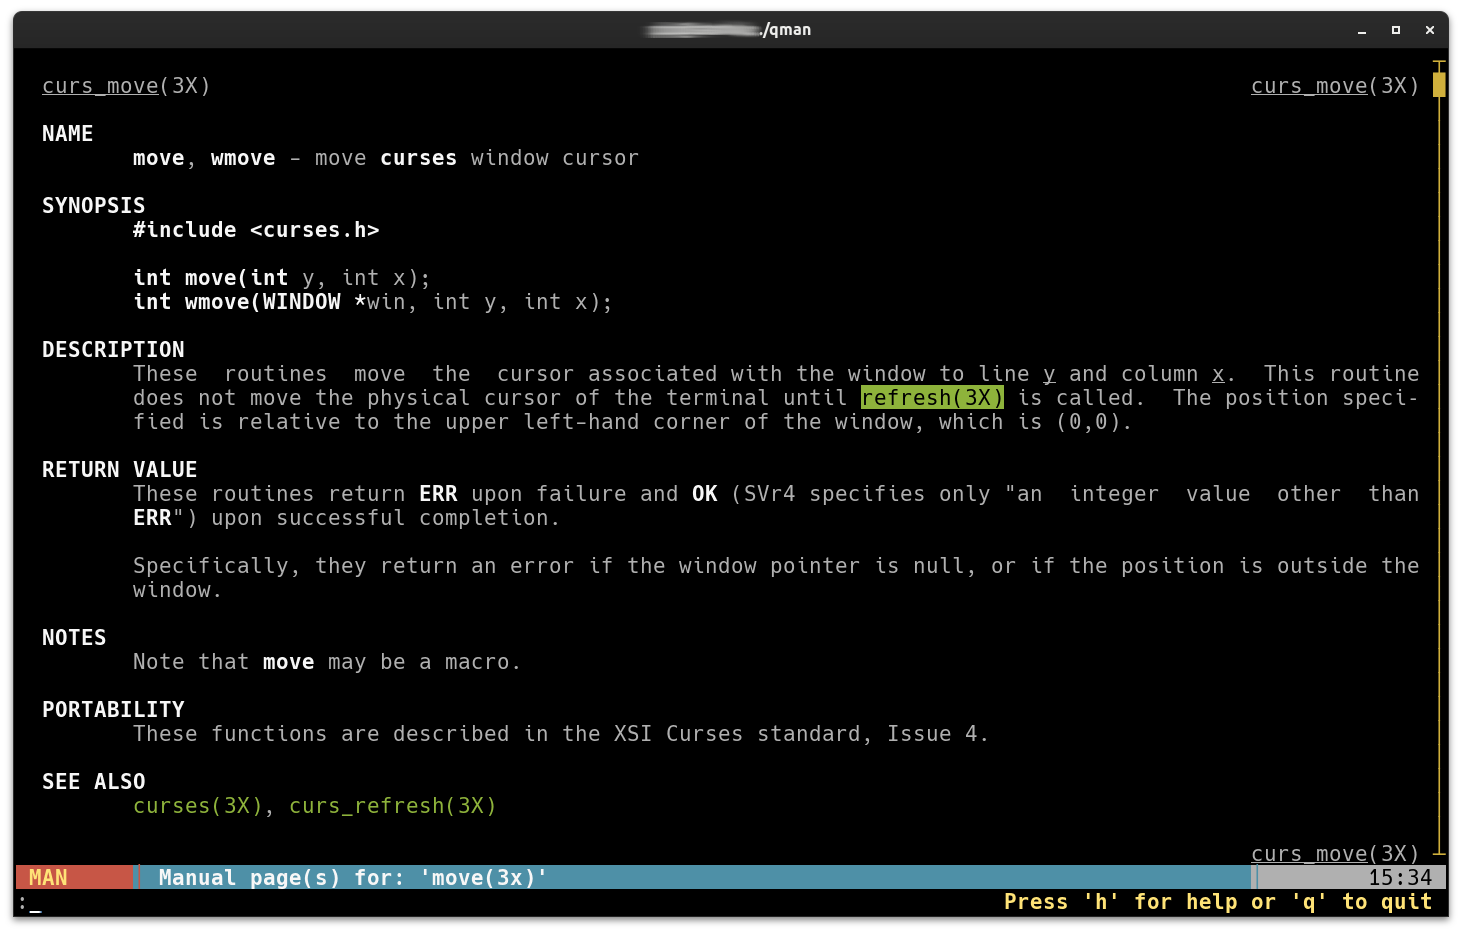 ./qman
curs_move(3X) curs_move(3X)
NAME
move, wmove - move curses window cursor
SYNOPSIS
#include <curses.h>
int move(int y, int x);
int wmove(WINDOW *win, int y, int x);
DESCRIPTION
These routines move the cursor associated with the window to line y and column x. This routine
does not move the physical cursor of the terminal until refresh(3X) is called. The position speci-
fied is relative to the upper left-hand corner of the window, which is (0,0).
RETURN VALUE
These routines return ERR upon failure and OK (SVr4 specifies only "an integer value other than
ERR") upon successful completion.
Specifically, they return an error if the window pointer is null, or if the position is outside the
window.
NOTES
Note that move may be a macro.
PORTABILITY
These functions are described in the XSI Curses standard, Issue 4.
SEE ALSO
curses(3X), curs_refresh(3X)
curs_move(3X)
MAN Manual page(s) for: 'move(3x)' 15:34
:_ Press 'h' for help or 'q' to quit